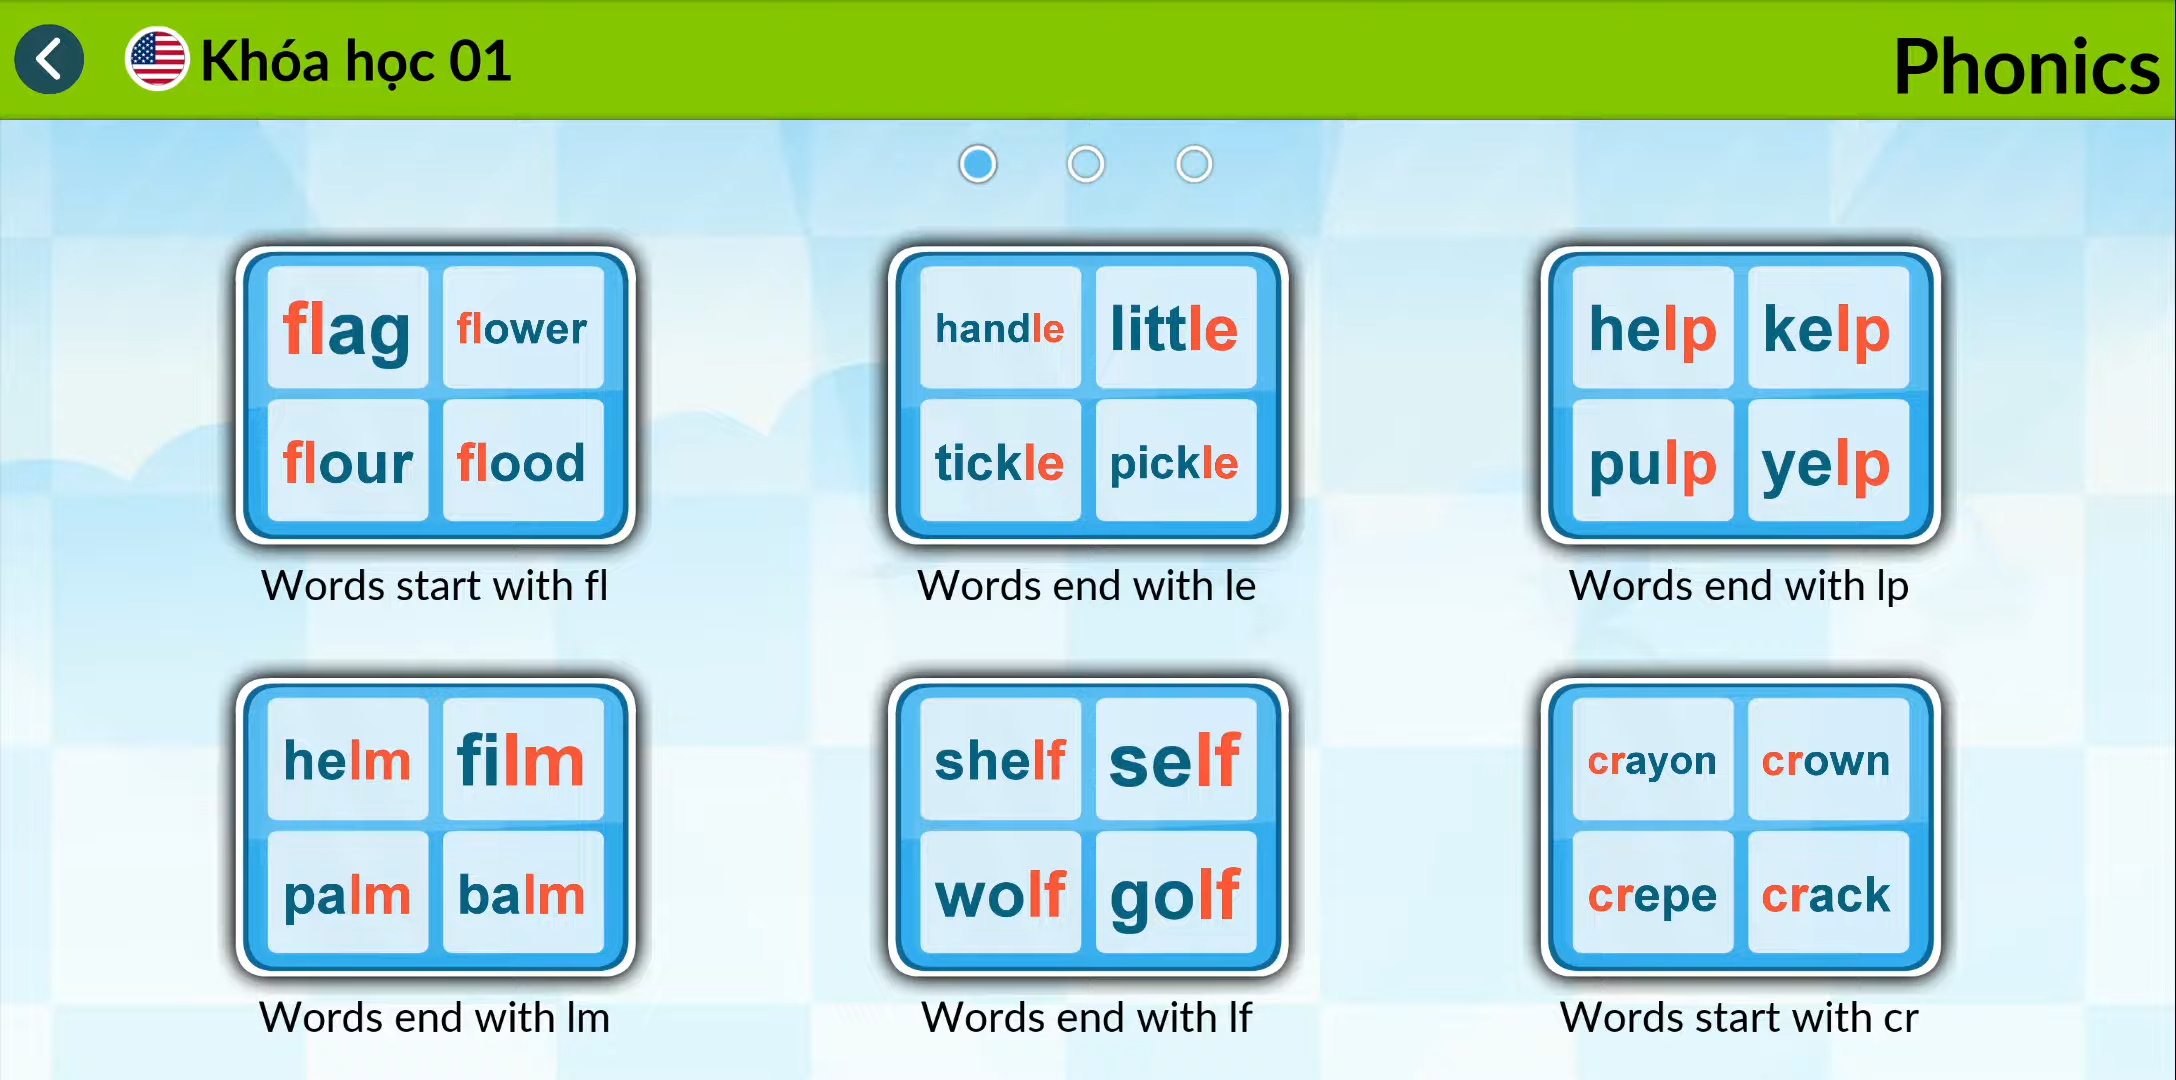 Khóa học 01
Phonics
flag flower
flour flood
Words start with fl
handle little
tickle pickle
Words end with le
help kelp
pulp yelp
Words end with lp
helm film
palm balm
Words end with lm
shelf self
wolf golf
Words end with lf
crayon crown
crepe crack
Words start with cr